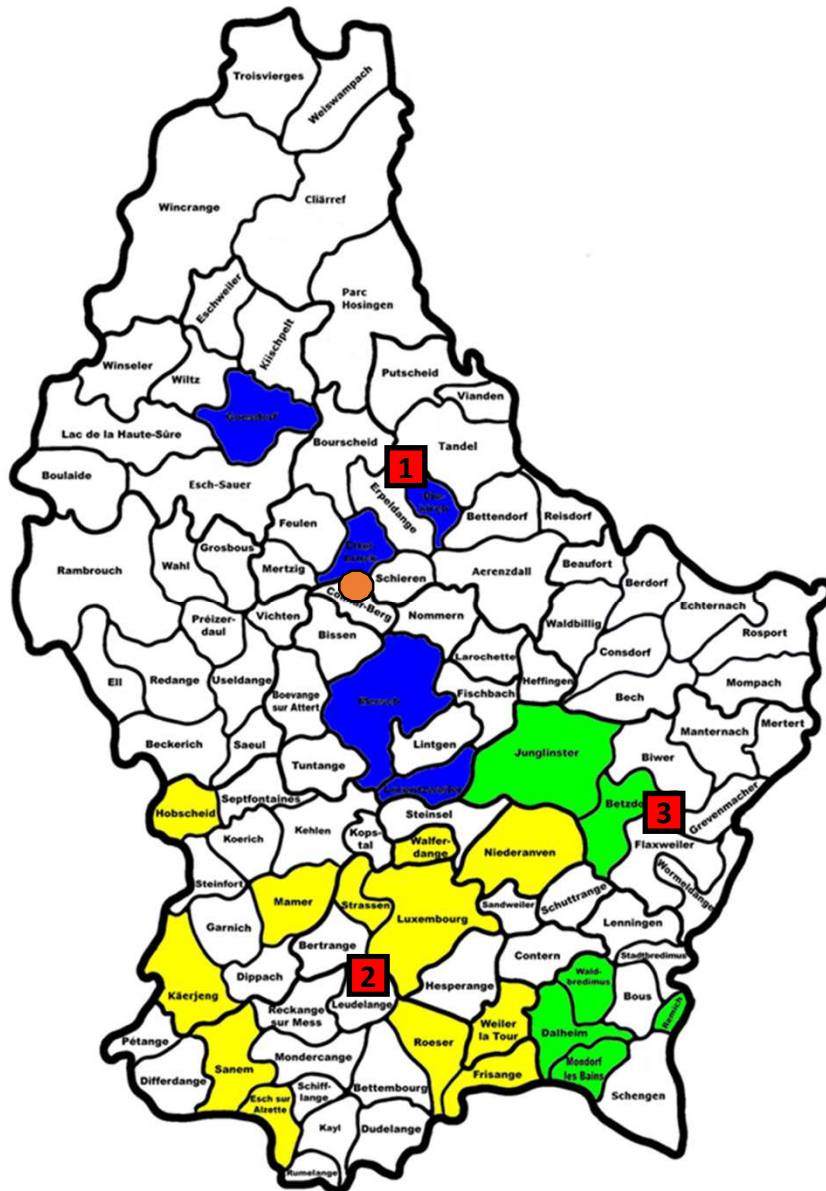 Troisvierges
Weiswampach
Wincrange
Cliärref
Eschweiler
Kiischpelt
Parc
Hosingen
Winseler
Wiltz
Putscheid
Vianden
Goesdorf
Lac de la Haute-Sûre
Bourscheid
Tandel
1
Boulaide
Esch-Sauer
Erpeldange
Bettendorf
Reisdorf
Feulen
Grosbous
Rambrouch
Wahl
Mertzig
Schieren
Aerenzdall
Beaufort
Berdorf
Echternach
Préizer-
daul
Vichten
Bissen
Nommern
Waldbillig
Consdorf
Rosport
Ell
Redange
Useldange
Boevange
sur Attert
Mersch
Larochette
Heffingen
Fischbach
Bech
Mompach
Beckerich
Saeul
Tuntange
Lintgen
Junglinster
Biwer
Manternach
Mertert
Hobscheid
Septfontaines
Steinsel
3
Grevenmacher
Koerich
Kehlen
Kops-
tal
Walfer-
dange
Niederanven
Flaxweiler
Wormeldange
Steinfort
Mamer
Strassen
Luxembourg
Sandweiler
Schuttrange
Garnich
Bertrange
Lenningen
Contern
Stadtbredimus
Käerjeng
Dippach
2
Hesperange
Wald-
bredimus
Bous
Remich
Reckange
sur Mess
Leudelange
Pétange
Sanem
Mondercange
Roeser
Weiler
la Tour
Dalheim
Differdange
Esch sur
Alzette
Schiff-
lange
Bettembourg
Frisange
Mondorf
les Bains
Schengen
Kayl
Dudelange
Rumelange